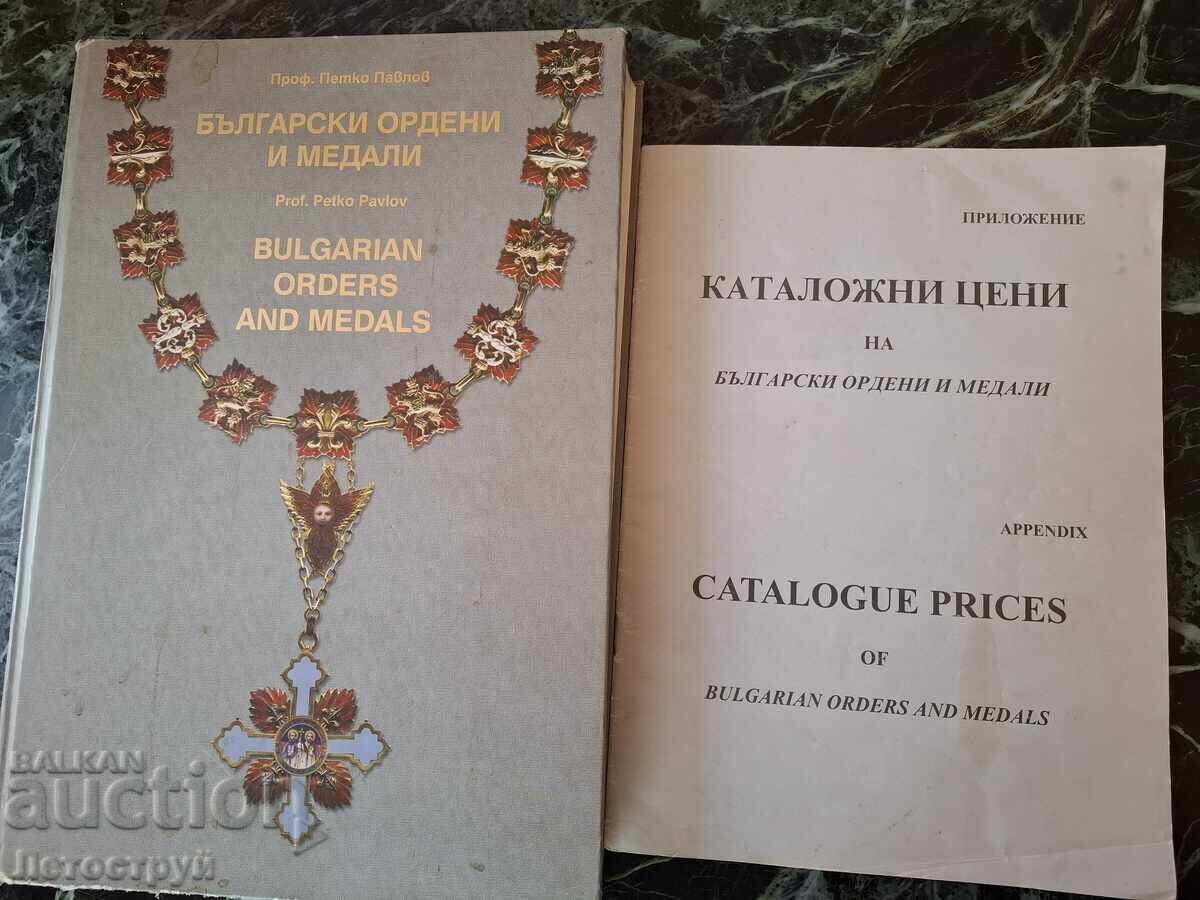 Проф. Петко Павлов
БЪЛГАРСКИ ОРДЕНИ
И МЕДАЛИ
Prof. Petko Pavlov
BULGARIAN
ORDERS
AND MEDALS
ПРИЛОЖЕНИЕ
КАТАЛОЖНИ ЦЕНИ
НА
БЪЛГАРСКИ ОРДЕНИ И МЕДАЛИ
APPENDIX
CATALOGUE PRICES
OF
BULGARIAN ORDERS AND MEDALS
BALKAN
auction
Летоструй